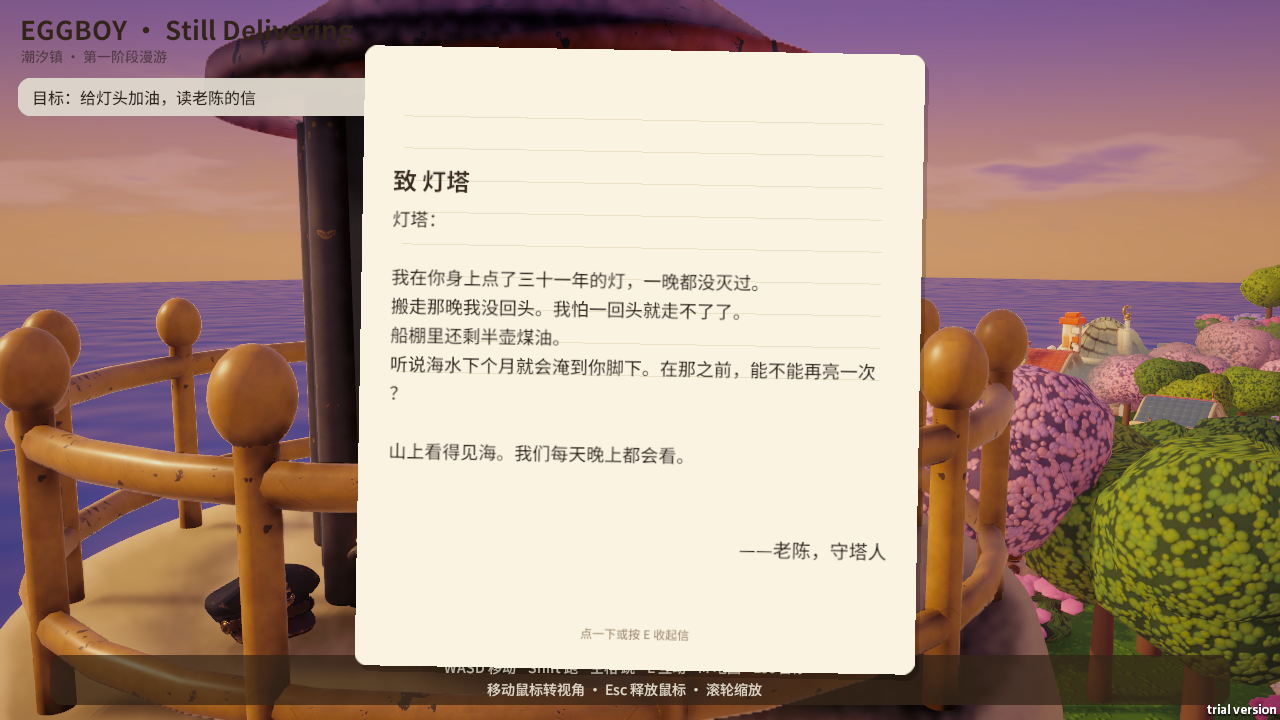 EGGBOY · Still Delivering
潮汐镇 · 第一阶段漫游
目标：给灯头加油，读老陈的信
致 灯塔
灯塔：
我在你身上点了三十一年的灯，一晚都没灭过。
搬走那晚我没回头。我怕一回头就走不了了。
船棚里还剩半壶煤油。
听说海水下个月就会淹到你脚下。在那之前，能不能再亮一次
？
山上看得见海。我们每天晚上都会看。
——老陈，守塔人
点一下或按 E 收起信
移动鼠标转视角 · Esc 释放鼠标 · 滚轮缩放
trial version